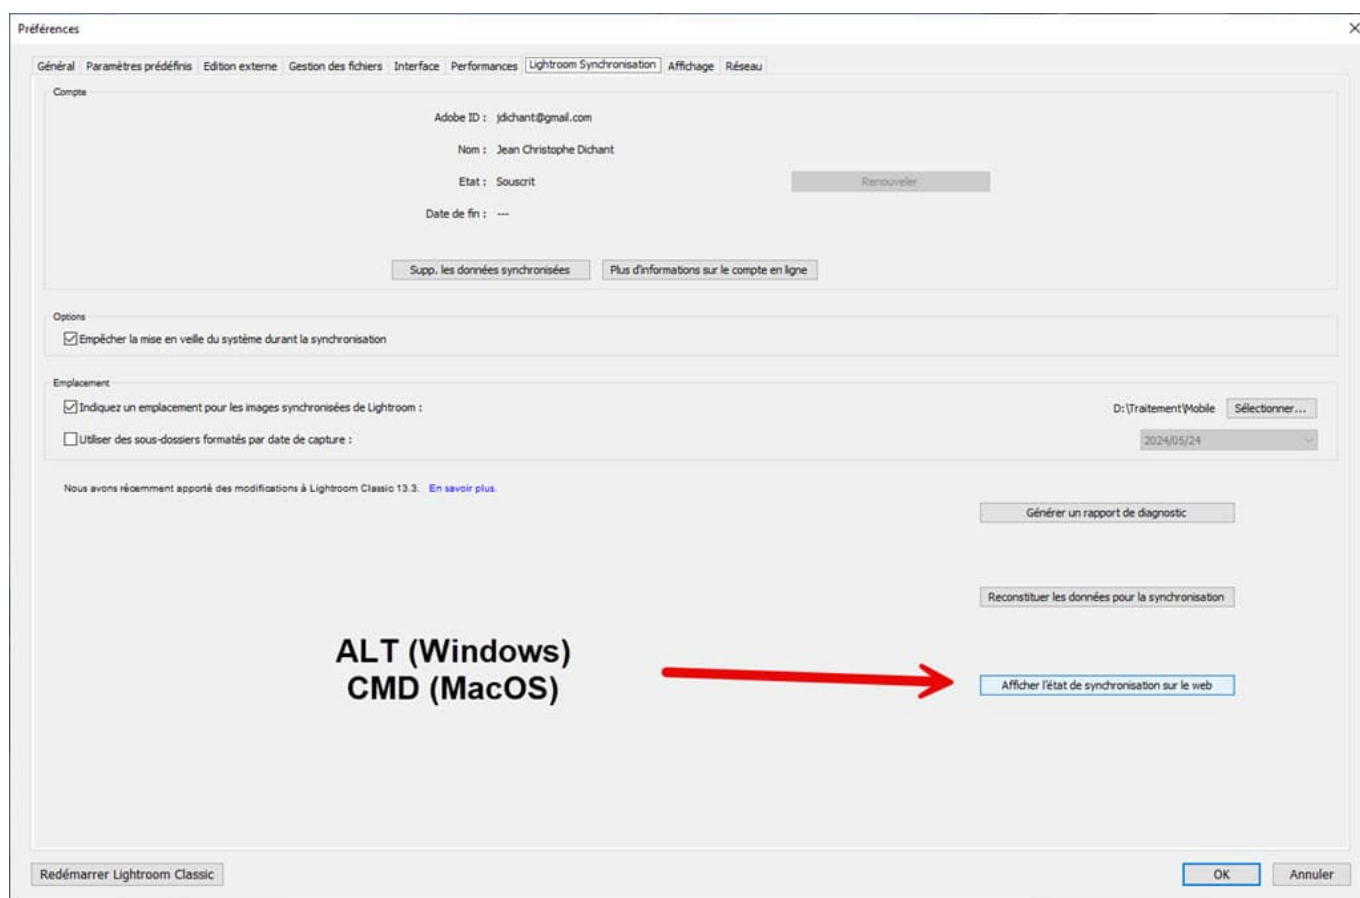 Préférences
Général Paramètres prédéfinis Edition externe Gestion des fichiers Interface Performances Lightroom Synchronisation Affichage Réseau
Compte
Adobe ID : jdichant@gmail.com
Nom : Jean Christophe Dichant
Etat : Souscrit Renouveler
Date de fin : ---
Supp. les données synchronisées Plus d'informations sur le compte en ligne
Options
Empêcher la mise en veille du système durant la synchronisation
Emplacement
Indiquez un emplacement pour les images synchronisées de Lightroom : D:\Traitement\Mobile Sélectionner...
Utiliser des sous-dossiers formatés par date de capture : 2024/05/24
Nous avons récemment apporté des modifications à Lightroom Classic 13.3. En savoir plus.
Générer un rapport de diagnostic
Reconstituer les données pour la synchronisation
ALT (Windows)
CMD (MacOS)
Afficher l'état de synchronisation sur le web
Redémarrer Lightroom Classic OK Annuler